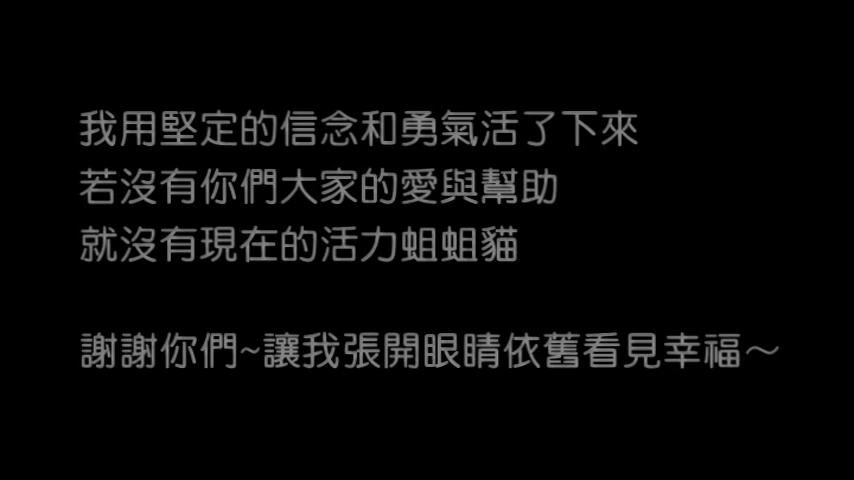 我用堅定的信念和勇氣活了下來
若沒有你們大家的愛與幫助
就沒有現在的活力蛆蛆貓
謝謝你們~讓我張開眼睛依舊看見幸福～